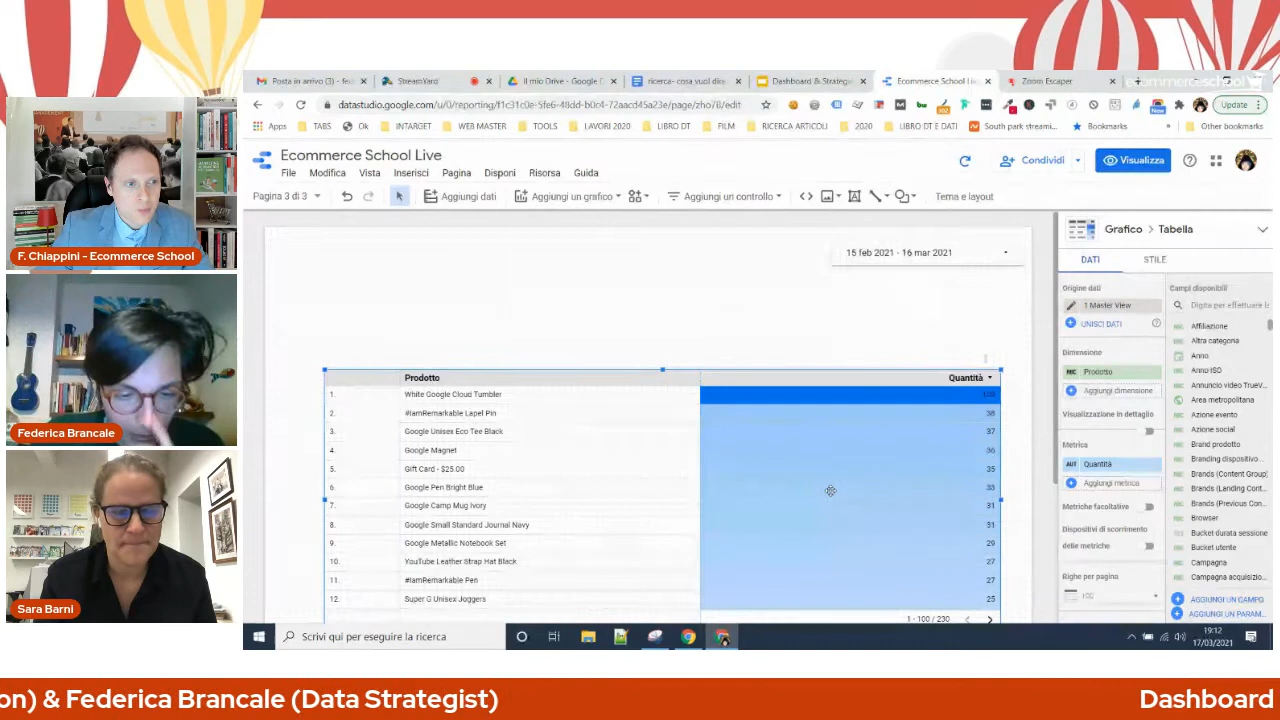 ecommerceschool
Posta in arrivo (3) - fe
StreamYard
Il mio Drive - Google D
ricerca- cosa vuol dire
Dashboard & Strategi
Ecommerce School Liv
Zoom Escaper
datastudio.google.com/u/0/reporting/
Update
Apps TABS Ok INTARGET WEB MASTER TOOLS LAVORI 2020 LIBRO DT FILM RICERCA ARTICOLI 2020 LIBRO DT E DATI South park streami... Bookmarks » Other bookmarks
Ecommerce School Live
File Modifica Vista Inserisci Pagina Disponi Risorsa Guida
Condividi
Visualizza
Pagina 3 di 3
Aggiungi dati
Aggiungi un grafico
Aggiungi un controllo
Tema e layout
15 feb 2021 - 16 mar 2021
Prodotto Quantità
1. White Google Cloud Tumbler
2. #IamRemarkable Lapel Pin 38
3. Google Unisex Eco Tee Black 37
4. Google Magnet 36
5. Gift Card - $25.00 35
6. Google Pen Bright Blue 33
7. Google Camp Mug Ivory 31
8. Google Small Standard Journal Navy 31
9. Google Metallic Notebook Set 29
10. YouTube Leather Strap Hat Black 27
11. #IamRemarkable Pen 27
12. Super G Unisex Joggers 25
1 - 100 / 230
Grafico > Tabella
DATI STILE
Origine dati
1 Master View
UNISCI DATI
Dimensione
ABC Prodotto
Aggiungi dimensione
Visualizzazione in dettaglio
Metrica
AUT Quantità
Aggiungi metrica
Metriche facoltative
Dispositivi di scorrimento
delle metriche
Righe per pagina
100
Campi disponibili
Digita per effettuare la
Affiliazione
Altra categoria
Anno
Anno ISO
Annuncio video TrueV...
Area metropolitana
Azione evento
Azione social
Brand prodotto
Branding dispositivo
Brands (Content Group)
Brands (Landing Cont...
Brands (Previous Con...
Browser
Bucket durata sessione
Bucket utente
Campagna
Campagna acquisizio...
AGGIUNGI UN CAMPO
AGGIUNGI UN PARAM...
Scrivi qui per eseguire la ricerca
19:12
17/03/2021
F. Chiappini - Ecommerce School
Federica Brancale
Sara Barni
on) & Federica Brancale (Data Strategist)
Dashboard